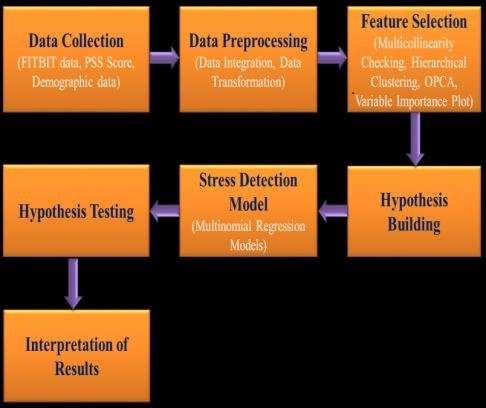 Data Collection
(FITBIT data, PSS Score,
Demographic data)
Data Preprocessing
(Data Integration, Data
Transformation)
Feature Selection
(Multicollinearity
Checking, Hierarchical
Clustering, OPCA,
Variable Importance Plot)
Hypothesis
Building
Stress Detection
Model
(Multinomial Regression
Models)
Hypothesis Testing
Interpretation of
Results